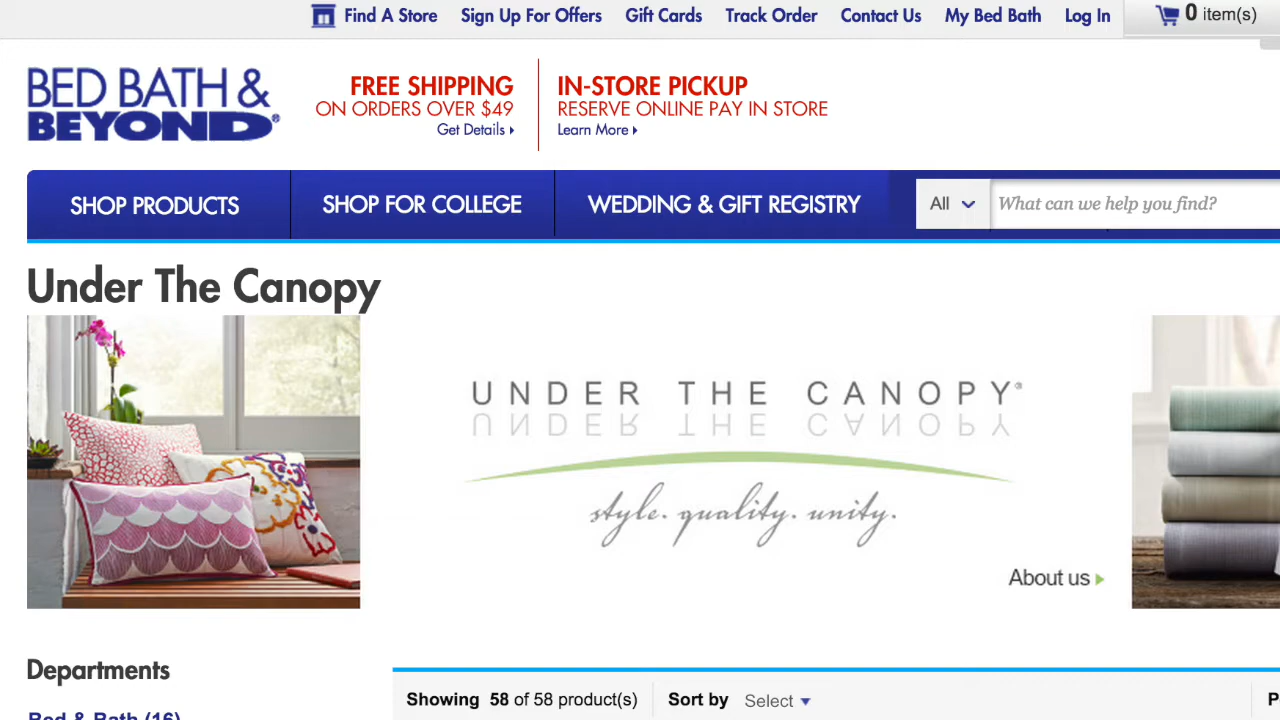 Find A Store Sign Up For Offers Gift Cards Track Order Contact Us My Bed Bath Log In 0 item(s)
BED BATH &
BEYOND®
FREE SHIPPING
ON ORDERS OVER $49
Get Details
IN-STORE PICKUP
RESERVE ONLINE PAY IN STORE
Learn More
SHOP PRODUCTS SHOP FOR COLLEGE WEDDING & GIFT REGISTRY All What can we help you find?
Under The Canopy
UNDER THE CANOPY®
style. quality. unity.
About us
Departments
Showing 58 of 58 product(s) Sort by Select P
Bed & Bath (16)